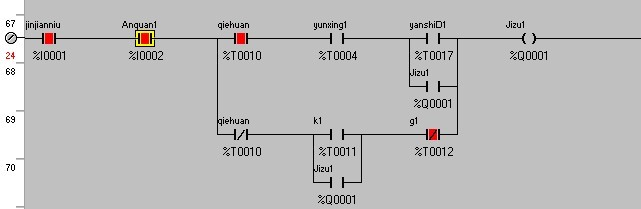 67
jinjianniu Anquan1 qiehuan yunxing1 yanshiD1 Jizu1
24 %I0001 %I0002 %T0010 %T0004 %T0017 %Q0001
68
Jizu1
%Q0001
69
qiehuan k1 g1
%T0010 %T0011 %T0012
70
Jizu1
%Q0001